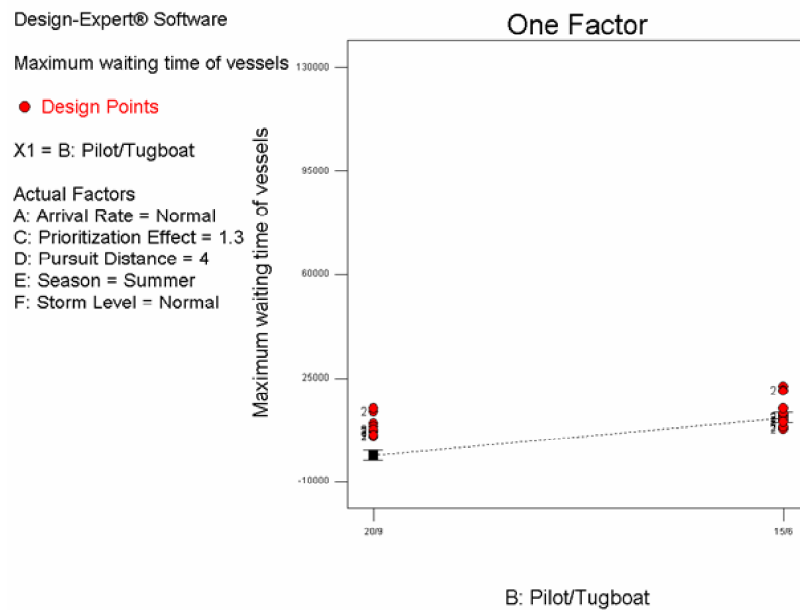 Design-Expert® Software
Maximum waiting time of vessels
Design Points
X1 = B: Pilot/Tugboat
Actual Factors
A: Arrival Rate = Normal
C: Prioritization Effect = 1.3
D: Pursuit Distance = 4
E: Season = Summer
F: Storm Level = Normal
One Factor
Maximum waiting time of vessels
130000
95000
60000
25000
-10000
2
2
20/9
15/6
B: Pilot/Tugboat